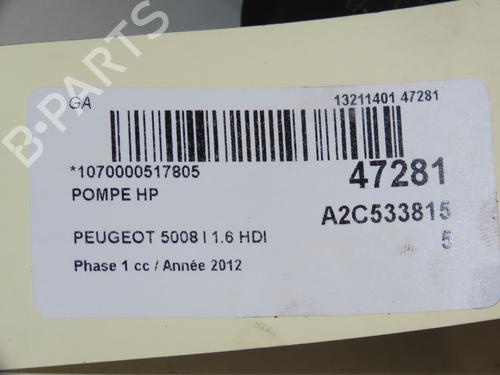 B-PARTS
GA
13211401 47281
*1070000517805
47281
POMPE HP
A2C533815
5
PEUGEOT 5008 I 1.6 HDI
Phase 1 cc / Année 2012